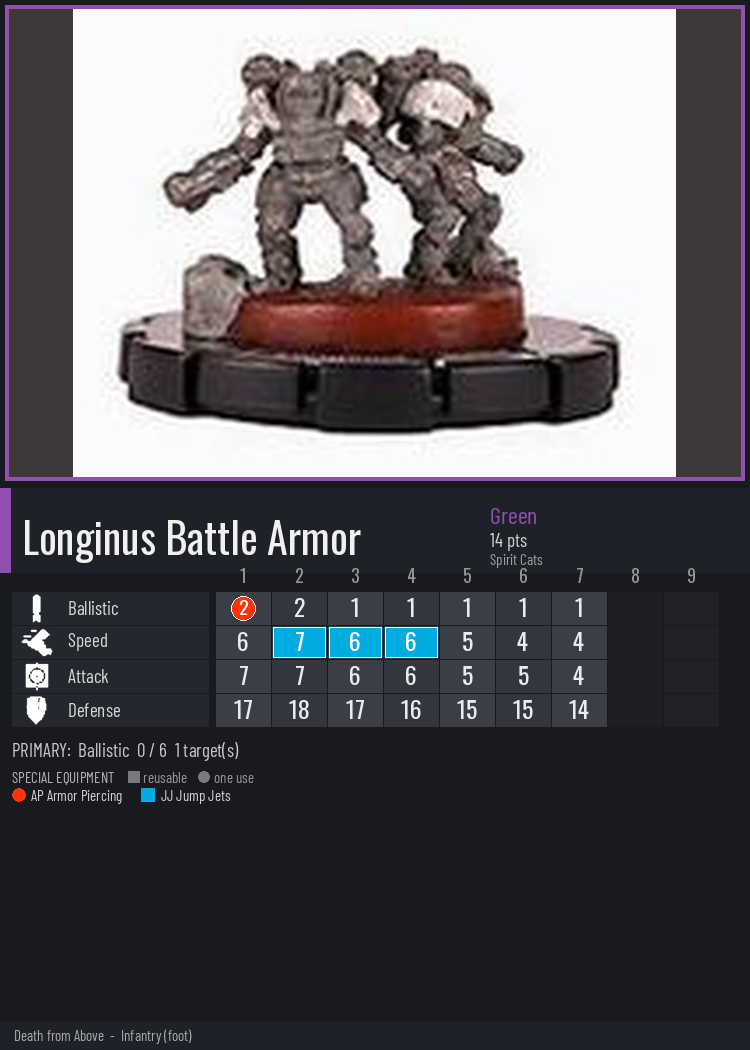 Longinus Battle Armor
Green
14 pts
Spirit Cats
1 2 3 4 5 6 7 8 9
Ballistic 2 2 1 1 1 1 1
Speed 6 7 6 6 5 4 4
Attack 7 7 6 6 5 5 4
Defense 17 18 17 16 15 15 14
PRIMARY: Ballistic 0 / 6 1 target(s)
SPECIAL EQUIPMENT reusable one use
AP Armor Piercing JJ Jump Jets
Death from Above - Infantry (foot)